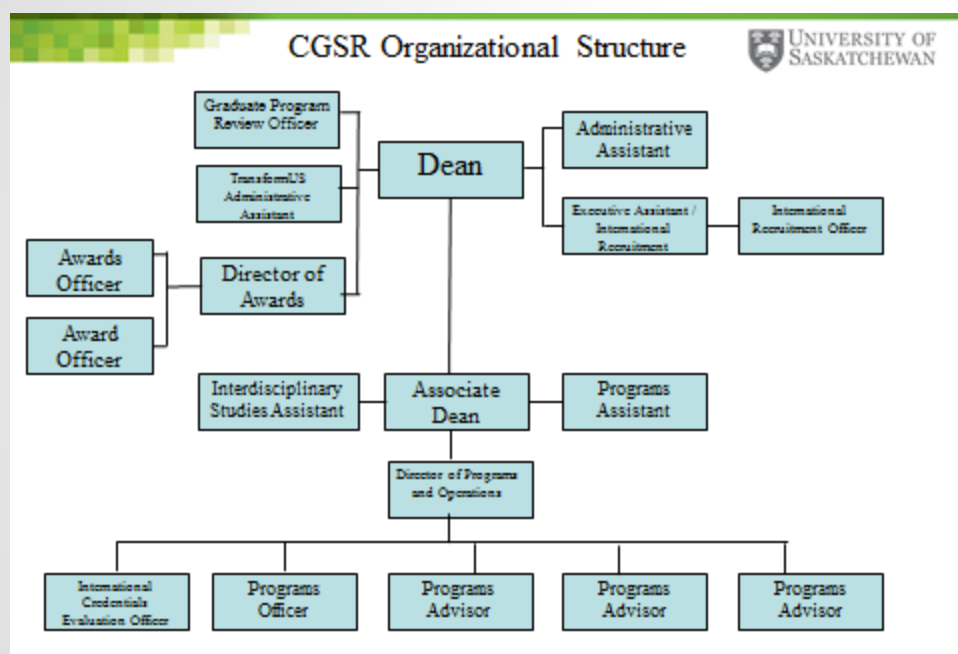 CGSR Organizational Structure
UNIVERSITY OF
SASKATCHEWAN
Graduate Program
Review Officer
Dean
Administrative
Assistant
TransformUS
Administrative
Assistant
Executive Assistant /
International
Recruitment
International
Recruitment Officer
Awards
Officer
Director of
Awards
Award
Officer
Interdisciplinary
Studies Assistant
Associate
Dean
Programs
Assistant
Director of Programs
and Operations
International
Credentials
Evaluation Officer
Programs
Officer
Programs
Advisor
Programs
Advisor
Programs
Advisor